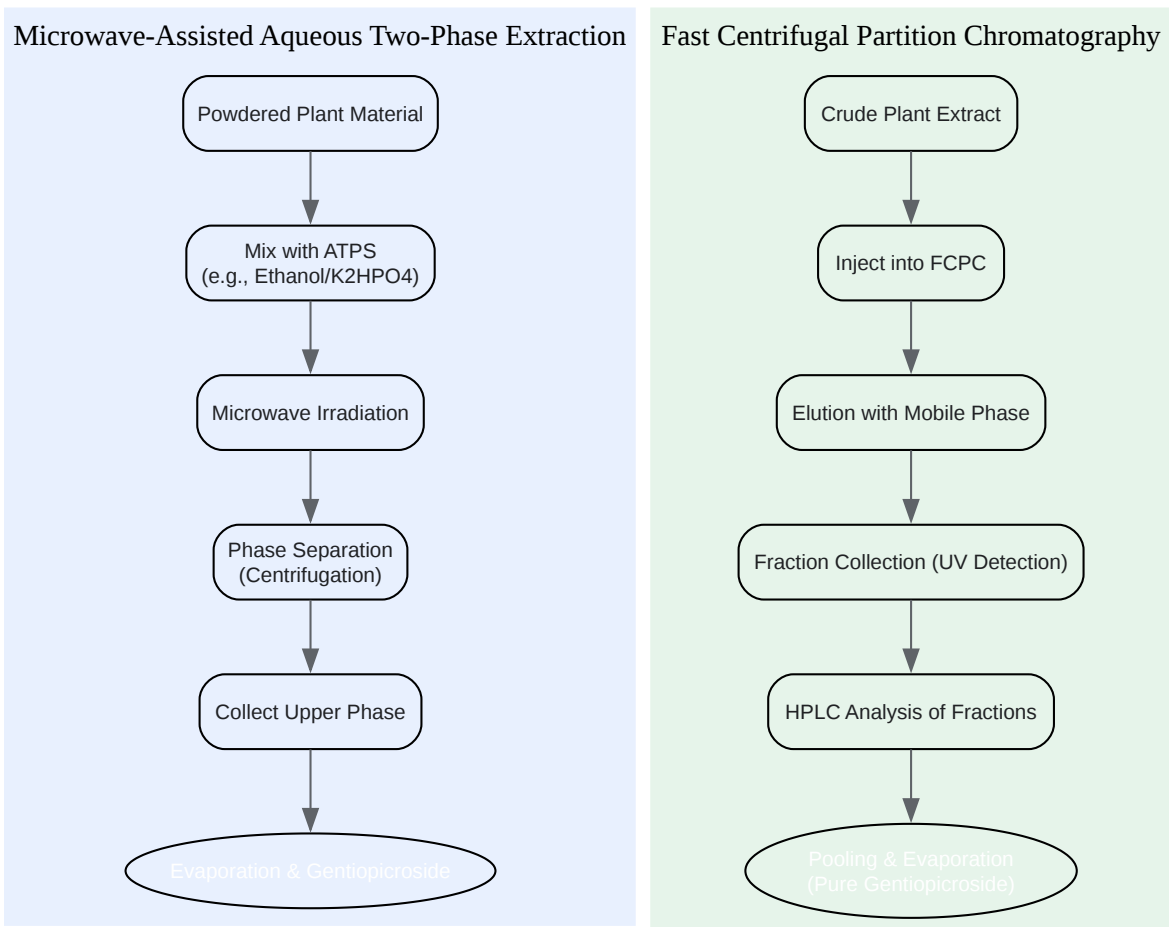 Microwave-Assisted Aqueous Two-Phase Extraction
Powdered Plant Material
Mix with ATPS
(e.g., Ethanol/K2HPO4)
Microwave Irradiation
Phase Separation
(Centrifugation)
Collect Upper Phase
Evaporation & Gentiopicroside
Fast Centrifugal Partition Chromatography
Crude Plant Extract
Inject into FCPC
Elution with Mobile Phase
Fraction Collection (UV Detection)
HPLC Analysis of Fractions
Pooling & Evaporation
(Pure Gentiopicroside)